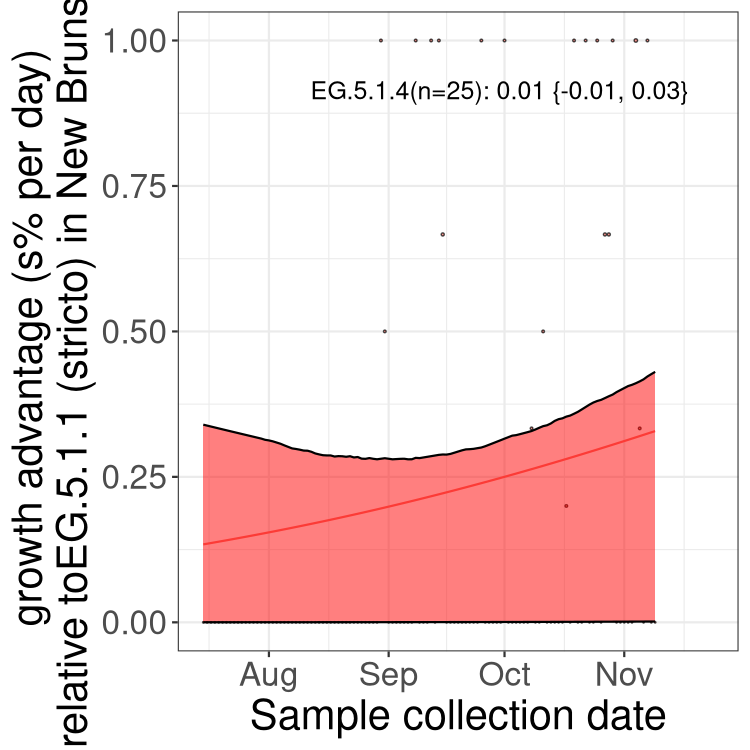 growth advantage (s% per day)
relative toEG.5.1.1 (stricto) in New Bruns
1.00
0.75
0.50
0.25
0.00
EG.5.1.4(n=25): 0.01 {-0.01, 0.03}
Aug Sep Oct Nov
Sample collection date